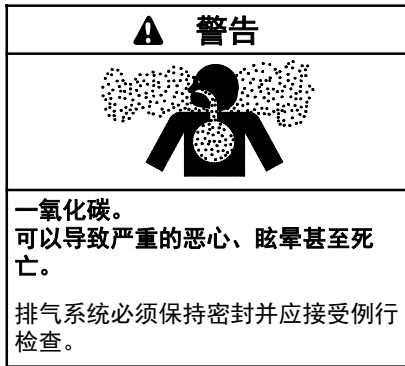 警告
一氧化碳。
可以导致严重的恶心、眩晕甚至死
亡。
排气系统必须保持密封并应接受例行
检查。